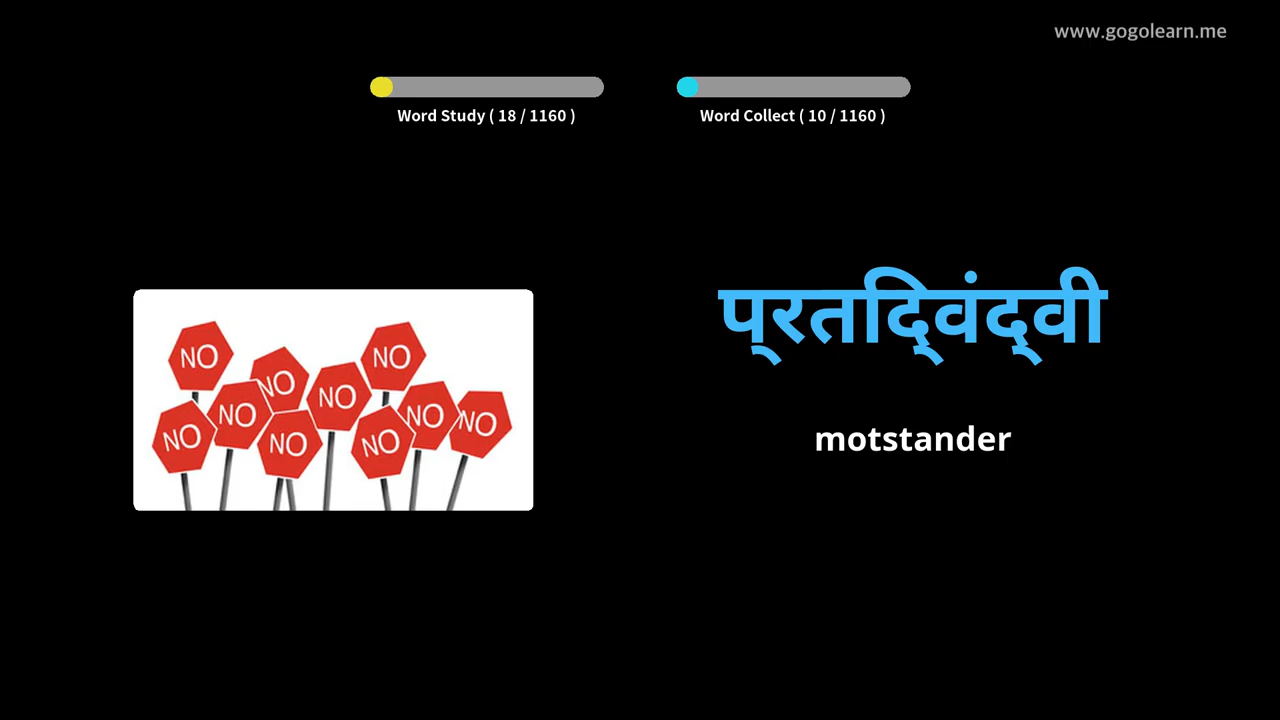 www.gogolearn.me
Word Study ( 18 / 1160 )
Word Collect ( 10 / 1160 )
NO
NO
NO
NO
NO
NO
NO
NO
NO
NO
प्रतिद्वंद्वी
motstander